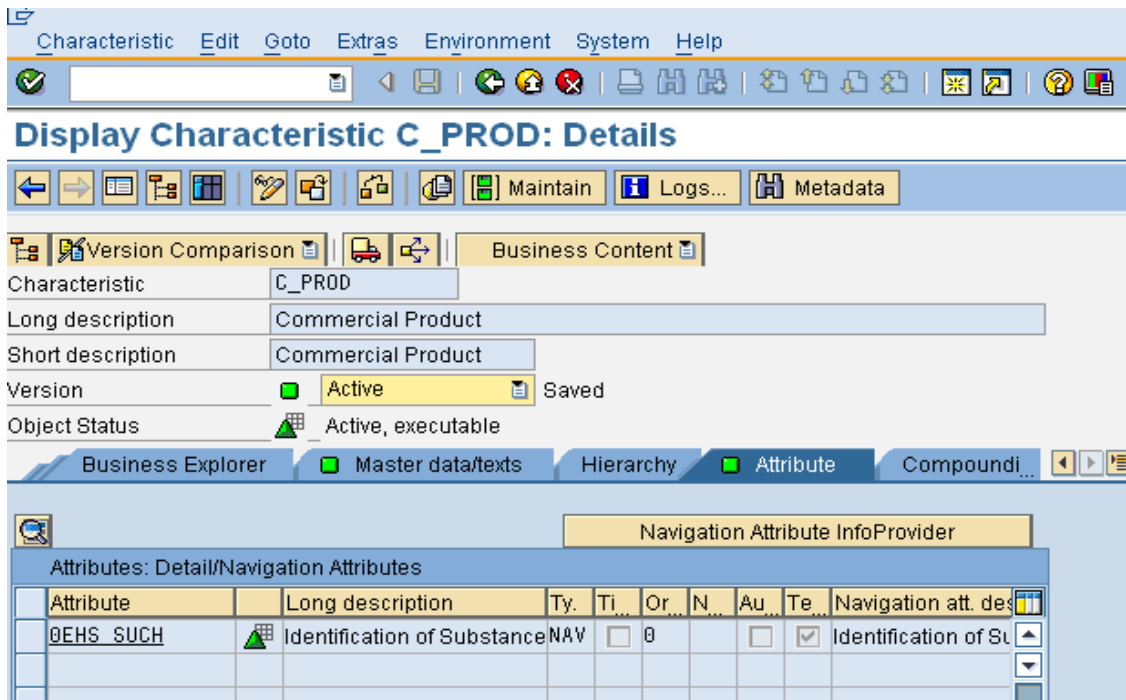 Characteristic Edit Goto Extras Environment System Help
Display Characteristic C_PROD: Details
Maintain Logs... Metadata
Version Comparison Business Content
Characteristic C_PROD
Long description Commercial Product
Short description Commercial Product
Version Active Saved
Object Status Active, executable
Business Explorer Master data/texts Hierarchy Attribute Compoundi...
Navigation Attribute InfoProvider
Attributes: Detail/Navigation Attributes
Attribute Long description Ty. Ti... Or... N... Au... Te... Navigation att. des
0EHS_SUCH Identification of Substance NAV 0 Identification of Su